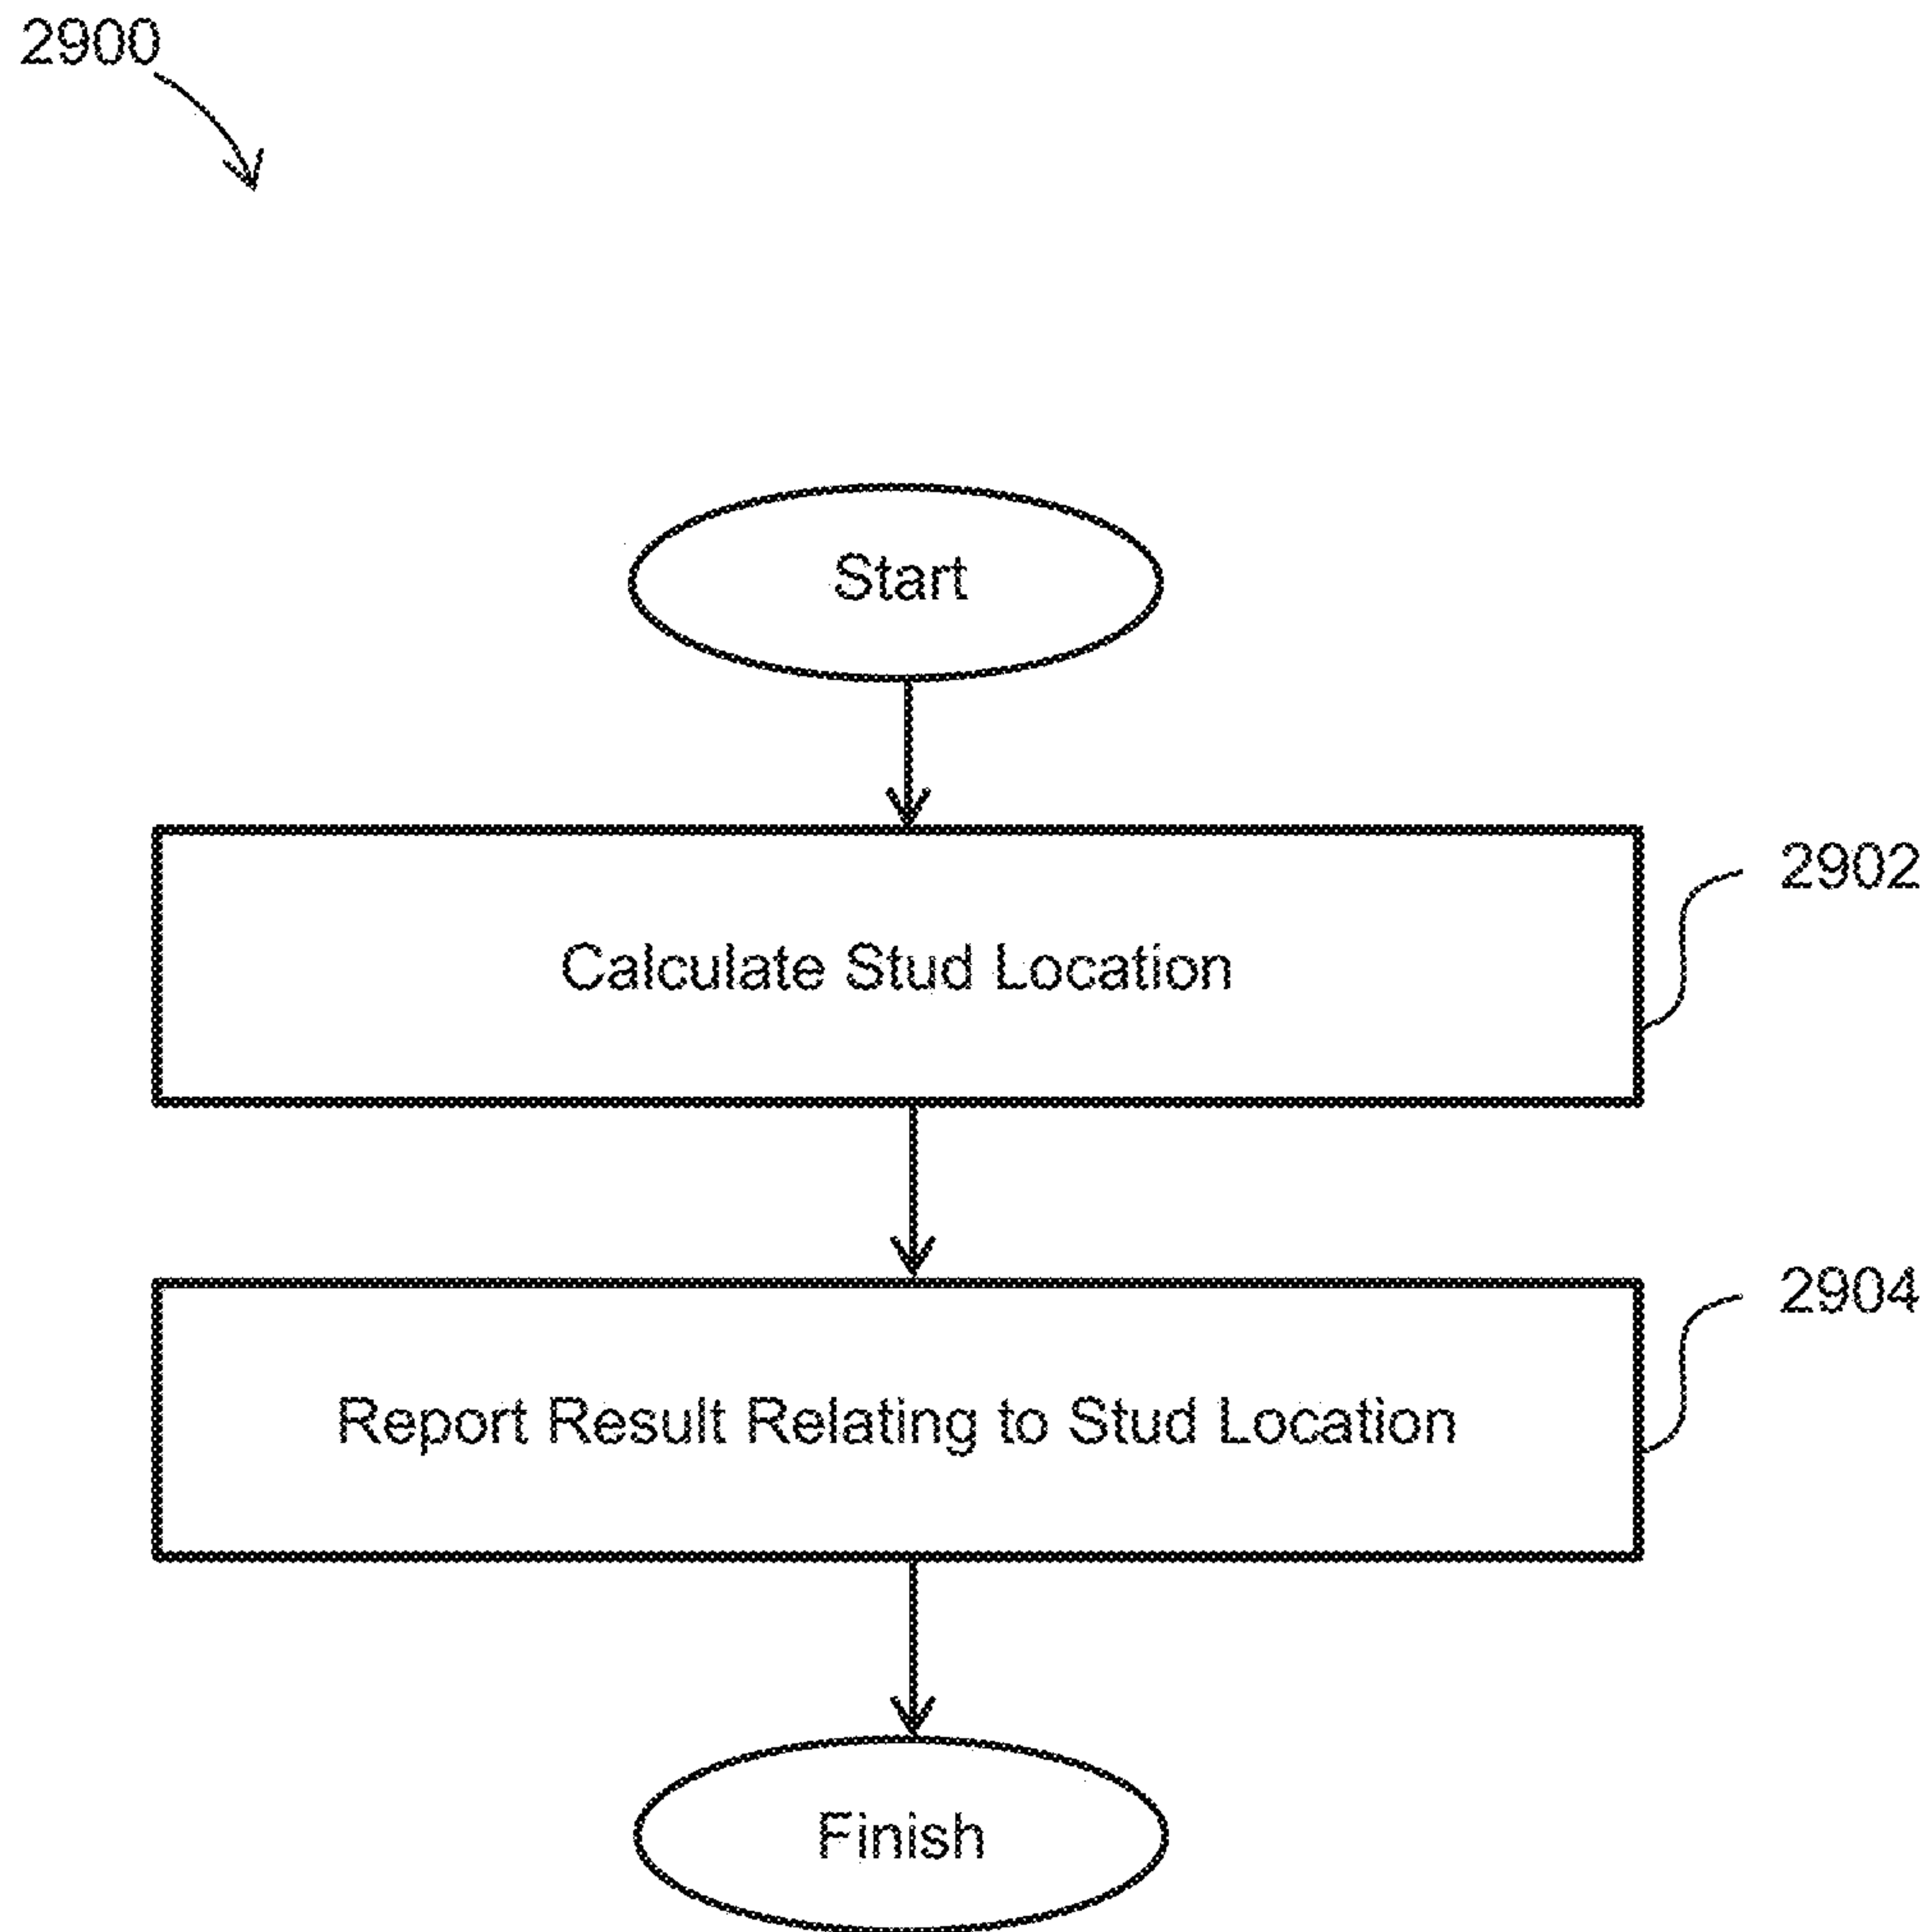 2900
Start
Calculate Stud Location
2902
Report Result Relating to Stud Location
2904
Finish